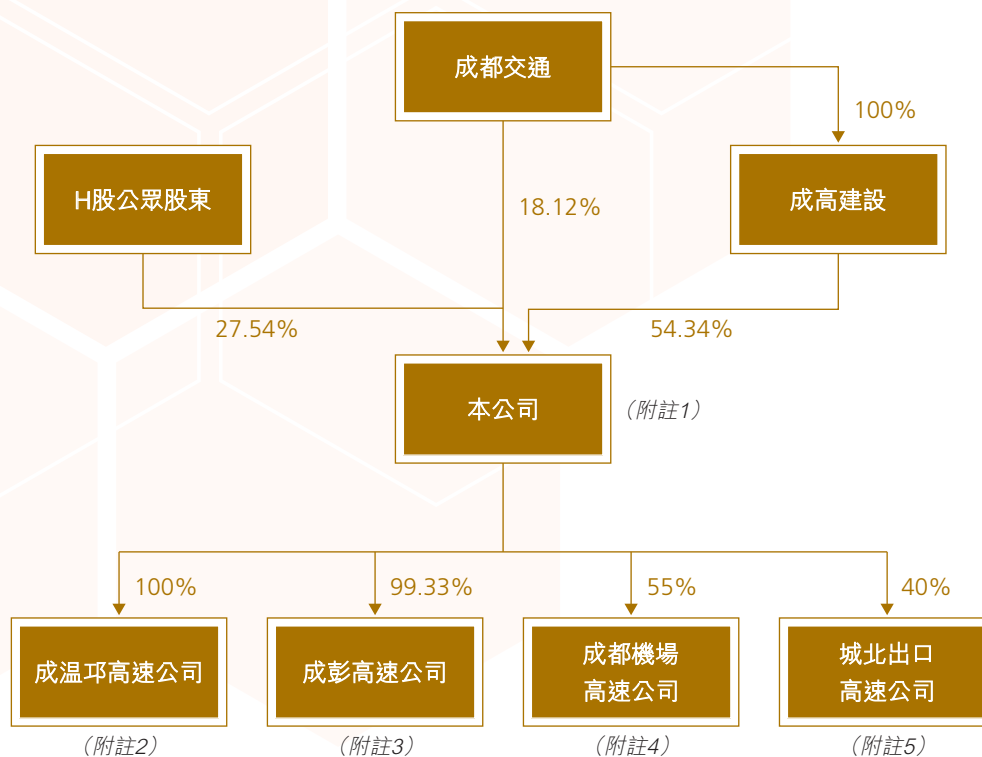 成都交通
100%
H股公眾股東
18.12%
成高建設
27.54%
54.34%
本公司
（附註1）
100%
99.33%
55%
40%
成温邛高速公司
成彭高速公司
成都機場
高速公司
城北出口
高速公司
（附註2）
（附註3）
（附註4）
（附註5）